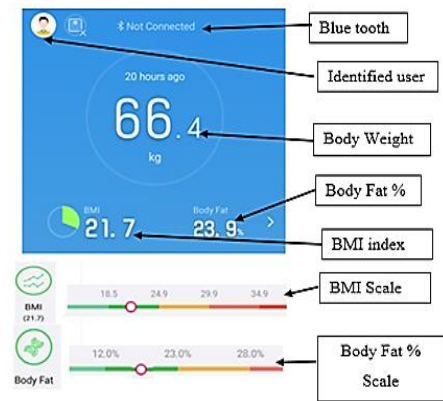 Not Connected
Blue tooth
Identified user
20 hours ago
66.4
kg
Body Weight
Body Fat %
BMI
21.7
Body Fat
23.9%
BMI index
BMI
(21.7)
18.5 24.9 29.9 34.9
BMI Scale
Body Fat
12.0% 23.0% 28.0%
Body Fat %
Scale